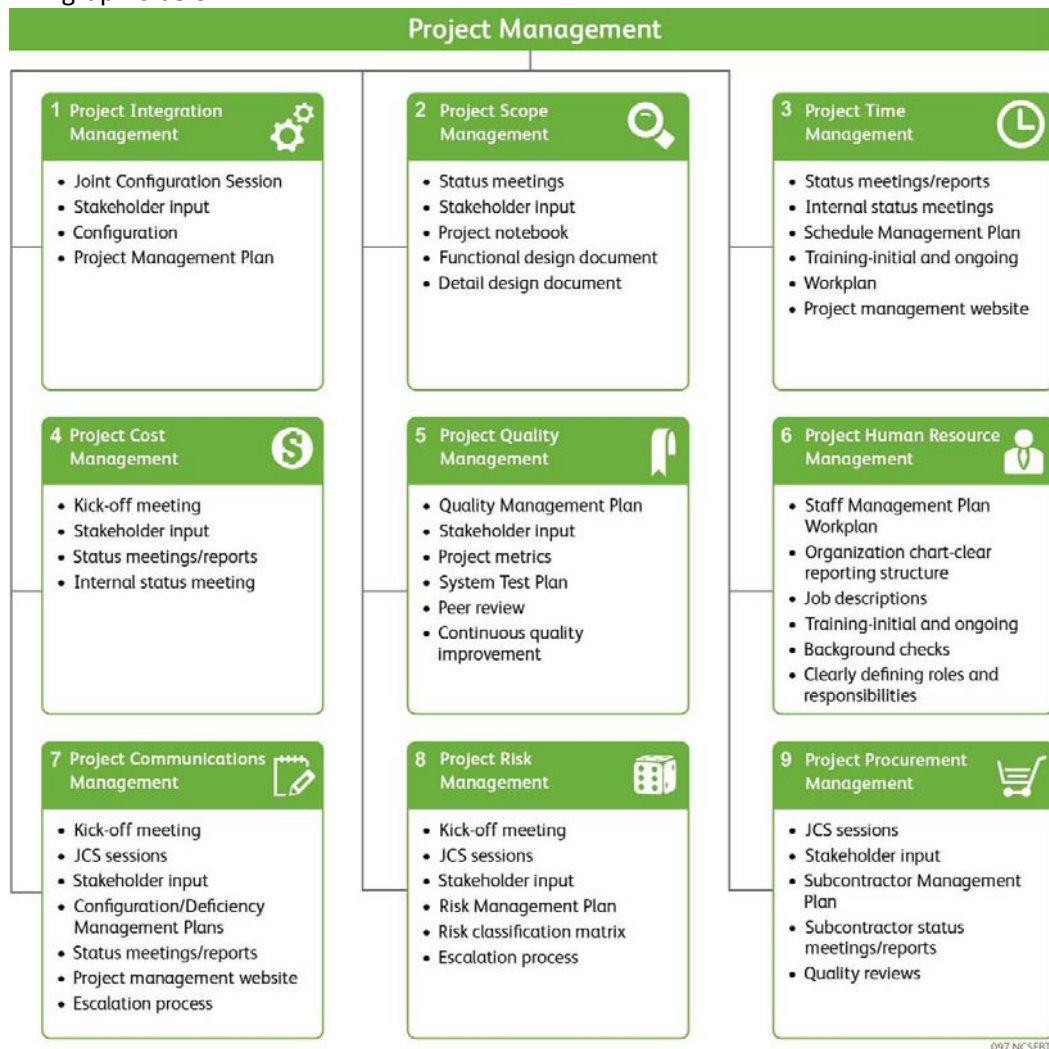 Project Management
1 Project Integration
Management
• Joint Configuration Session
• Stakeholder input
• Configuration
• Project Management Plan
2 Project Scope
Management
• Status meetings
• Stakeholder input
• Project notebook
• Functional design document
• Detail design document
3 Project Time
Management
• Status meetings/reports
• Internal status meetings
• Schedule Management Plan
• Training-initial and ongoing
• Workplan
• Project management website
4 Project Cost
Management
• Kick-off meeting
• Stakeholder input
• Status meetings/reports
• Internal status meeting
5 Project Quality
Management
• Quality Management Plan
• Stakeholder input
• Project metrics
• System Test Plan
• Peer review
• Continuous quality
improvement
6 Project Human Resource
Management
• Staff Management Plan
Workplan
• Organization chart-clear
reporting structure
• Job descriptions
• Training-initial and ongoing
• Background checks
• Clearly defining roles and
responsibilities
7 Project Communications
Management
• Kick-off meeting
• JCS sessions
• Stakeholder input
• Configuration/Deficiency
Management Plans
• Status meetings/reports
• Project management website
• Escalation process
8 Project Risk
Management
• Kick-off meeting
• JCS sessions
• Stakeholder input
• Risk Management Plan
• Risk classification matrix
• Escalation process
9 Project Procurement
Management
• JCS sessions
• Stakeholder input
• Subcontractor Management
Plan
• Subcontractor status
meetings/reports
• Quality reviews
097 NCSEBT